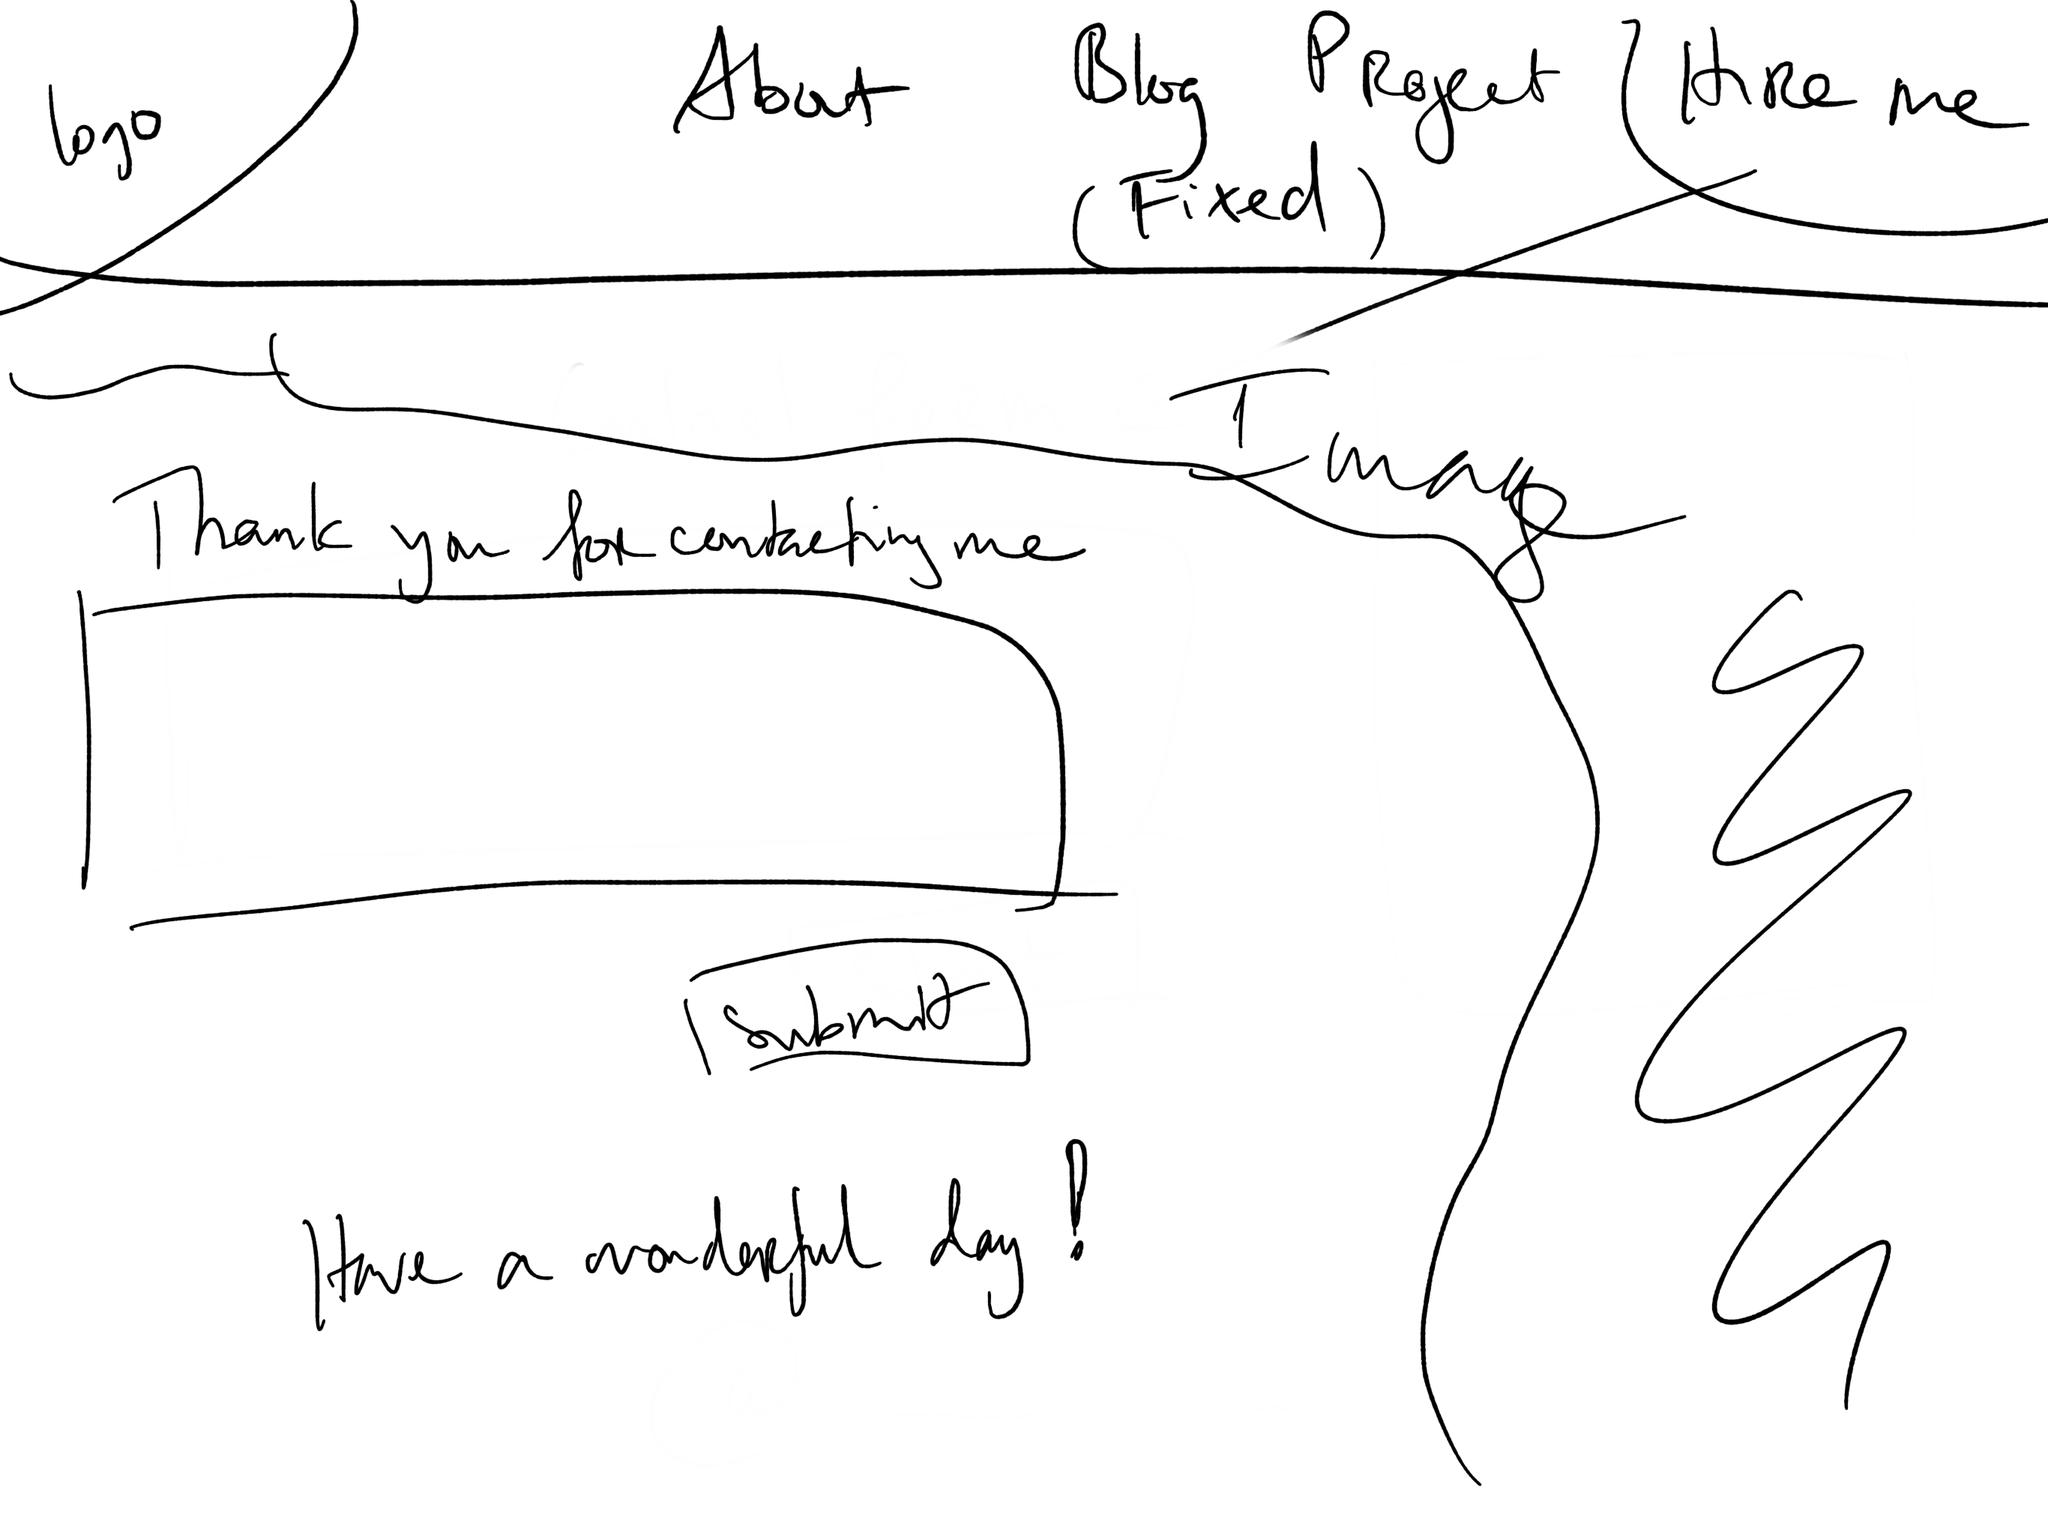 logo
About Blog Project Hire me
(Fixed)
Image
Thank you for contacting me
submit
Have a wonderful day!